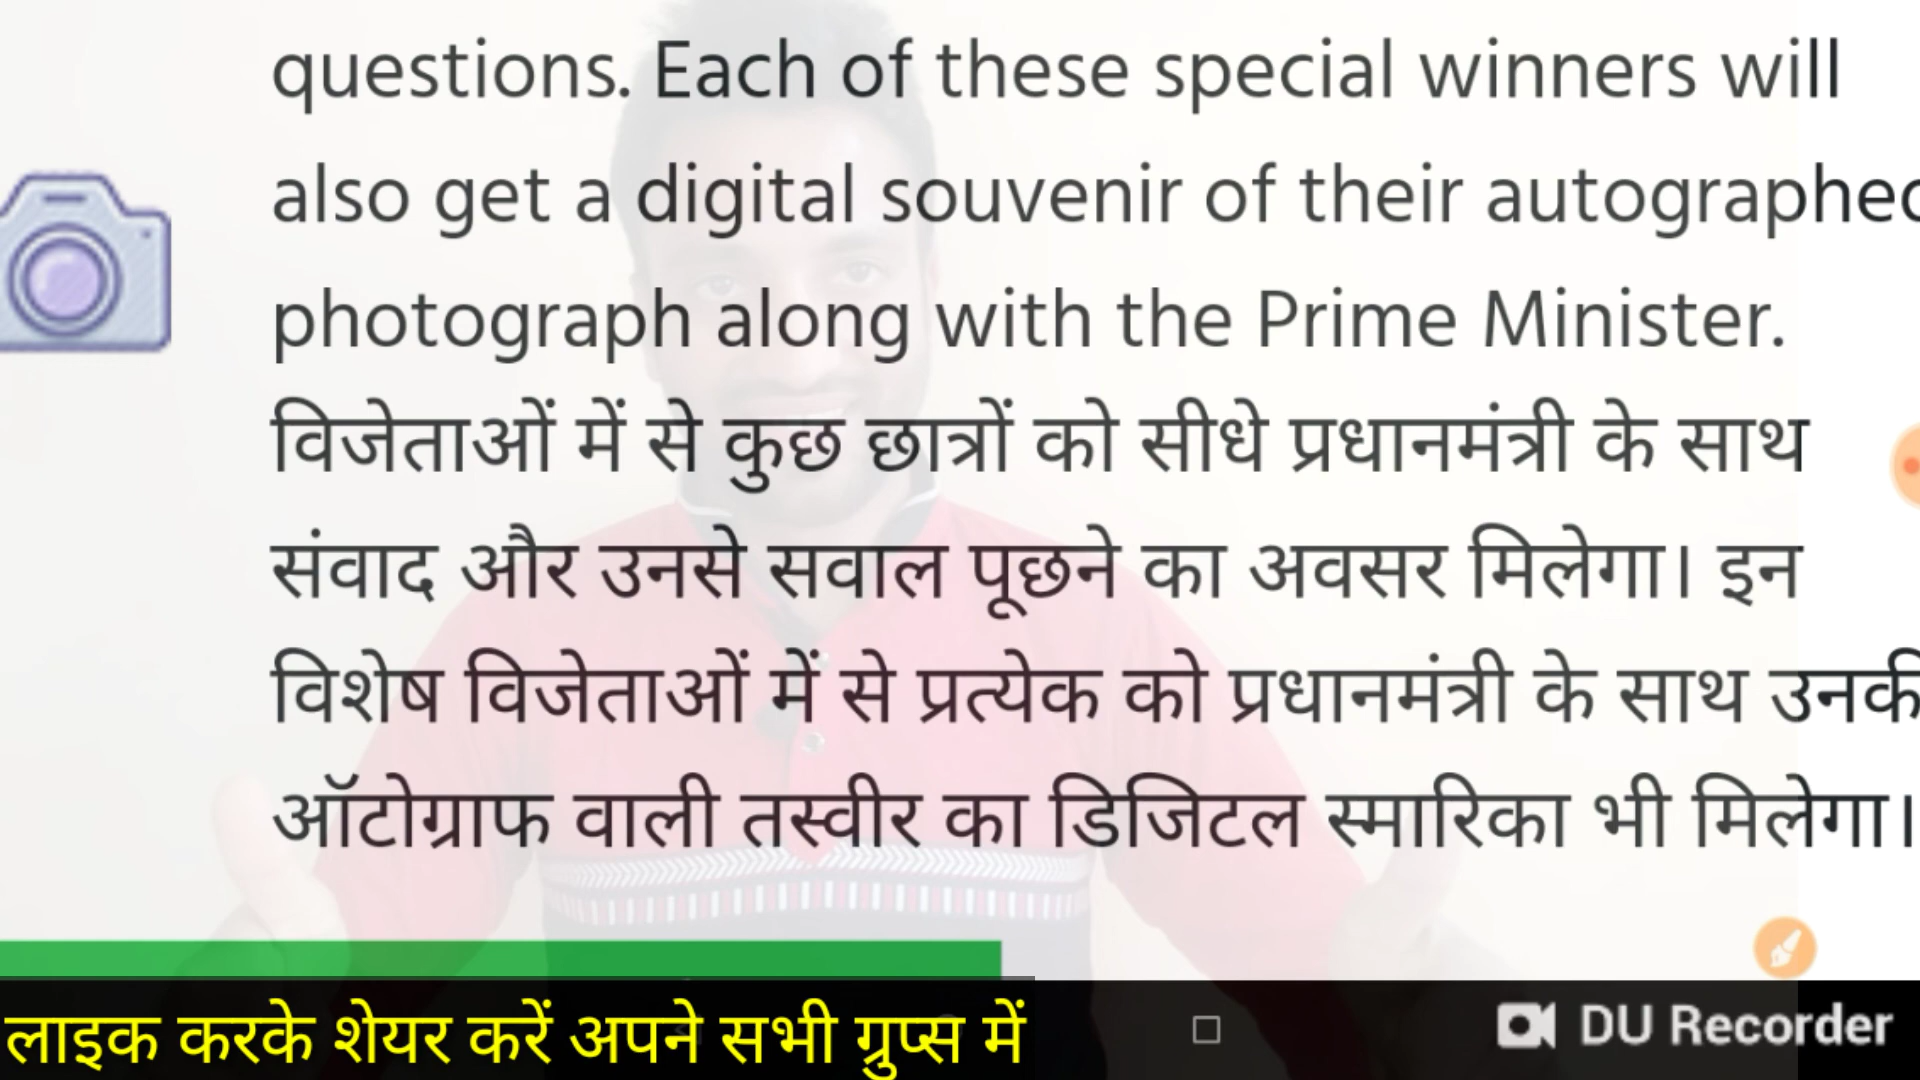 questions. Each of these special winners will
also get a digital souvenir of their autographed
photograph along with the Prime Minister.
विजेताओं में से कुछ छात्रों को सीधे प्रधानमंत्री के साथ
संवाद और उनसे सवाल पूछने का अवसर मिलेगा। इन
विशेष विजेताओं में से प्रत्येक को प्रधानमंत्री के साथ उनकी
ऑटोग्राफ वाली तस्वीर का डिजिटल स्मारिका भी मिलेगा।
लाइक करके शेयर करें अपने सभी ग्रुप्स में
DU Recorder